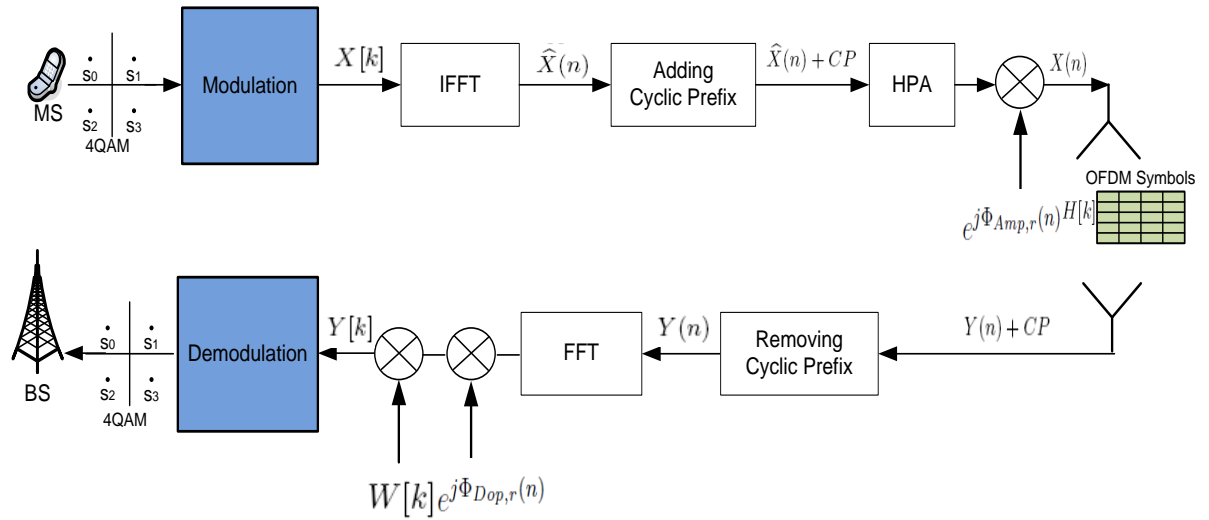 MS
s0
s1
s2
s3
4QAM
Modulation
X[k]
IFFT
X̂(n)
Adding
Cyclic Prefix
X̂(n) + CP
HPA
X(n)
e^{jΦ_{Amp,r}(n)}
H[k]
OFDM Symbols
BS
s0
s1
s2
s3
4QAM
Demodulation
Y[k]
FFT
Y(n)
Removing
Cyclic Prefix
Y(n) + CP
W[k]
e^{jΦ_{Dop,r}(n)}